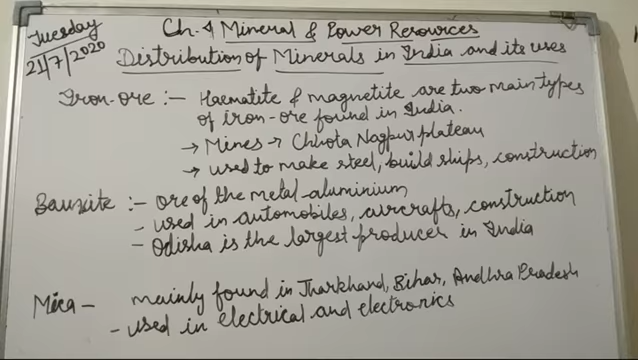 Tuesday
21/7/2020
Ch-4 Mineral & Power Resources
Distribution of Minerals in India and its uses
Iron-ore :- Haematite & magnetite are two main types
of iron-ore found in India.
→ Mines → Chhota Nagpur plateau
→ used to make steel, build ships, construction
Bauxite :- ore of the metal aluminium
- used in automobiles, aircrafts, construction
- Odisha is the largest producer in India
Mica - mainly found in Jharkhand, Bihar, Andhra Pradesh
- used in electrical and electronics